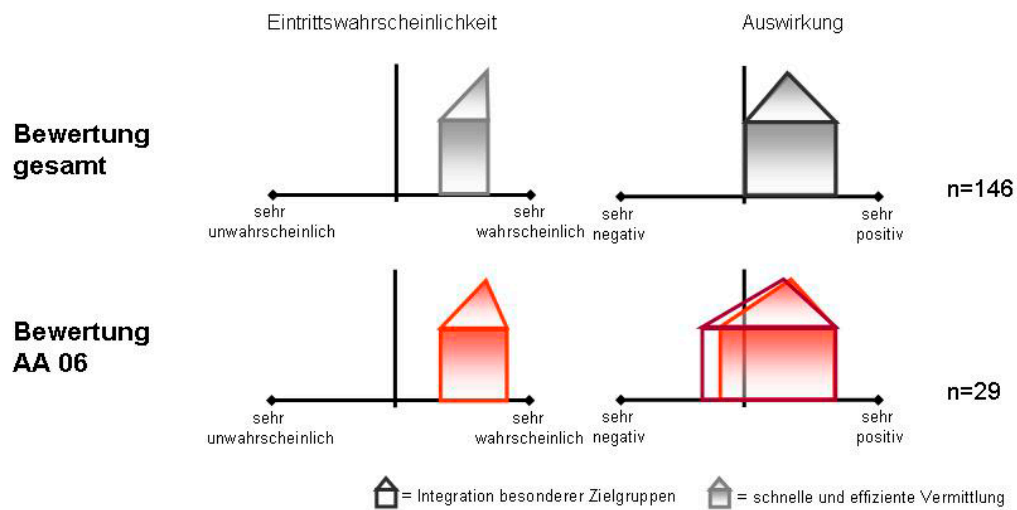 Eintrittswahrscheinlichkeit
Auswirkung
Bewertung
gesamt
sehr
unwahrscheinlich
sehr
wahrscheinlich
sehr
negativ
sehr
positiv
n=146
Bewertung
AA 06
sehr
unwahrscheinlich
sehr
wahrscheinlich
sehr
negativ
sehr
positiv
n=29
= Integration besonderer Zielgruppen
= schnelle und effiziente Vermittlung